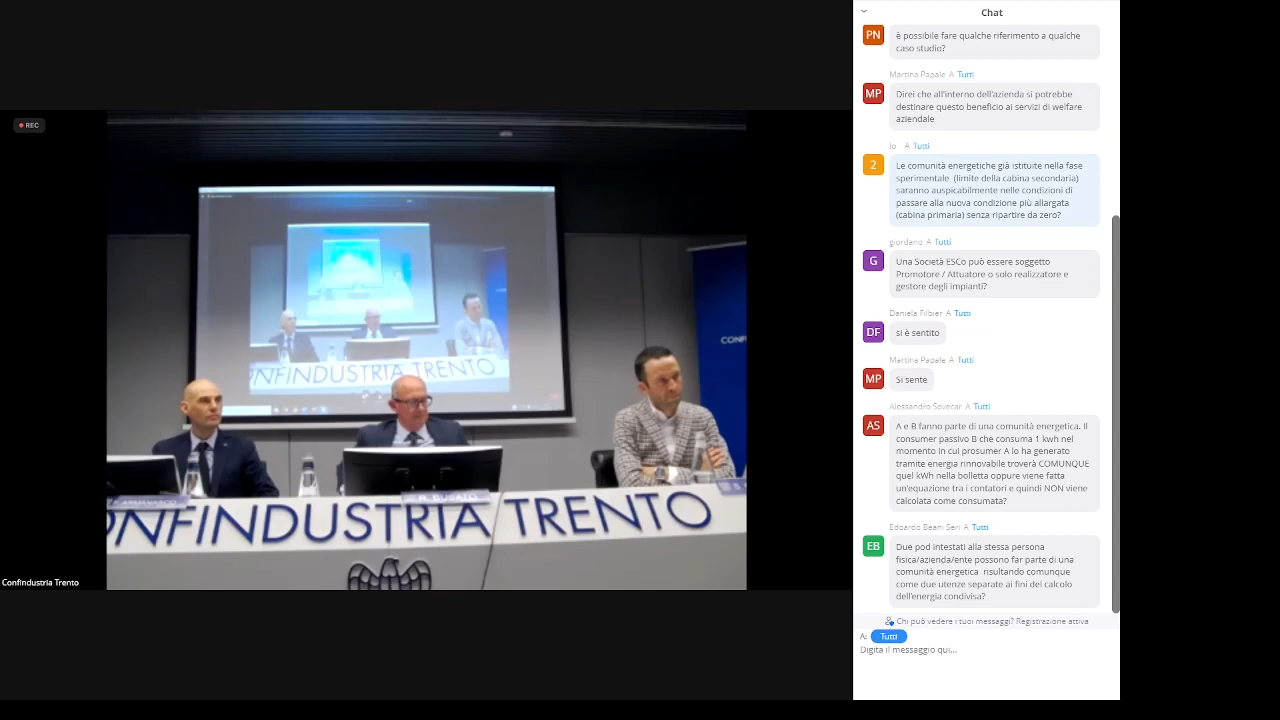 REC
CONFINDUSTRIA TRENTO
CONF
R. BUSATO
ONFINDUSTRIA TRENTO
Confindustria Trento
Chat
PN
è possibile fare qualche riferimento a qualche
caso studio?
Martina Papale A Tutti
MP
Direi che all'interno dell'azienda si potrebbe
destinare questo beneficio ai servizi di welfare
aziendale
Io A Tutti
2
Le comunità energetiche già istituite nella fase
sperimentale (limite della cabina secondaria)
saranno auspicabilmente nelle condizioni di
passare alla nuova condizione più allargata
(cabina primaria) senza ripartire da zero?
giordano A Tutti
G
Una Società ESCo può essere soggetto
Promotore / Attuatore o solo realizzatore e
gestore degli impianti?
Daniela Filbier A Tutti
DF
si è sentito
Martina Papale A Tutti
MP
Si sente
Alessandro Sovecar A Tutti
AS
A e B fanno parte di una comunità energetica. Il
consumer passivo B che consuma 1 kwh nel
momento in cui prosumer A lo ha generato
tramite energia rinnovabile troverà COMUNQUE
quel kWh nella bolletta oppure viene fatta
un'equazione tra i contatori e quindi NON viene
calcolata come consumata?
Edoardo Beani Seri A Tutti
EB
Due pod intestati alla stessa persona
fisica/azienda/ente possono far parte di una
comunità energetica risultando comunque
come due utenze separate ai fini del calcolo
dell'energia condivisa?
Chi può vedere i tuoi messaggi? Registrazione attiva
A: Tutti
Digita il messaggio qui...